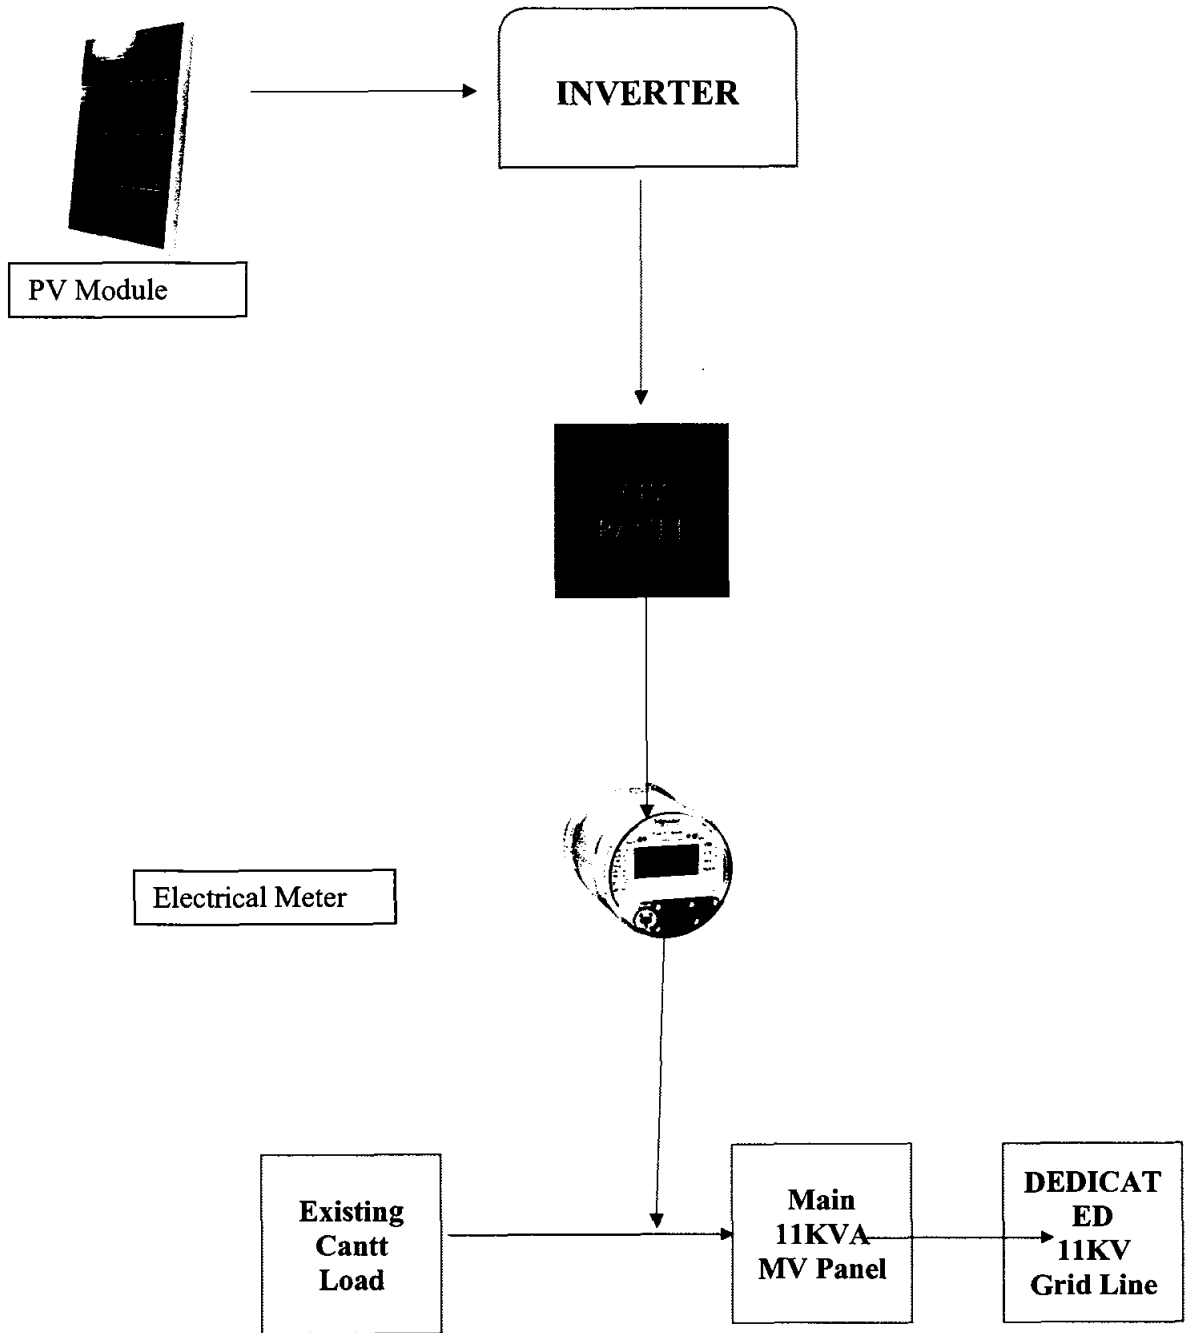 INVERTER
PV Module
Electrical Meter
Existing
Cantt
Load
Main
11KVA
MV Panel
DEDICAT
ED
11KV
Grid Line